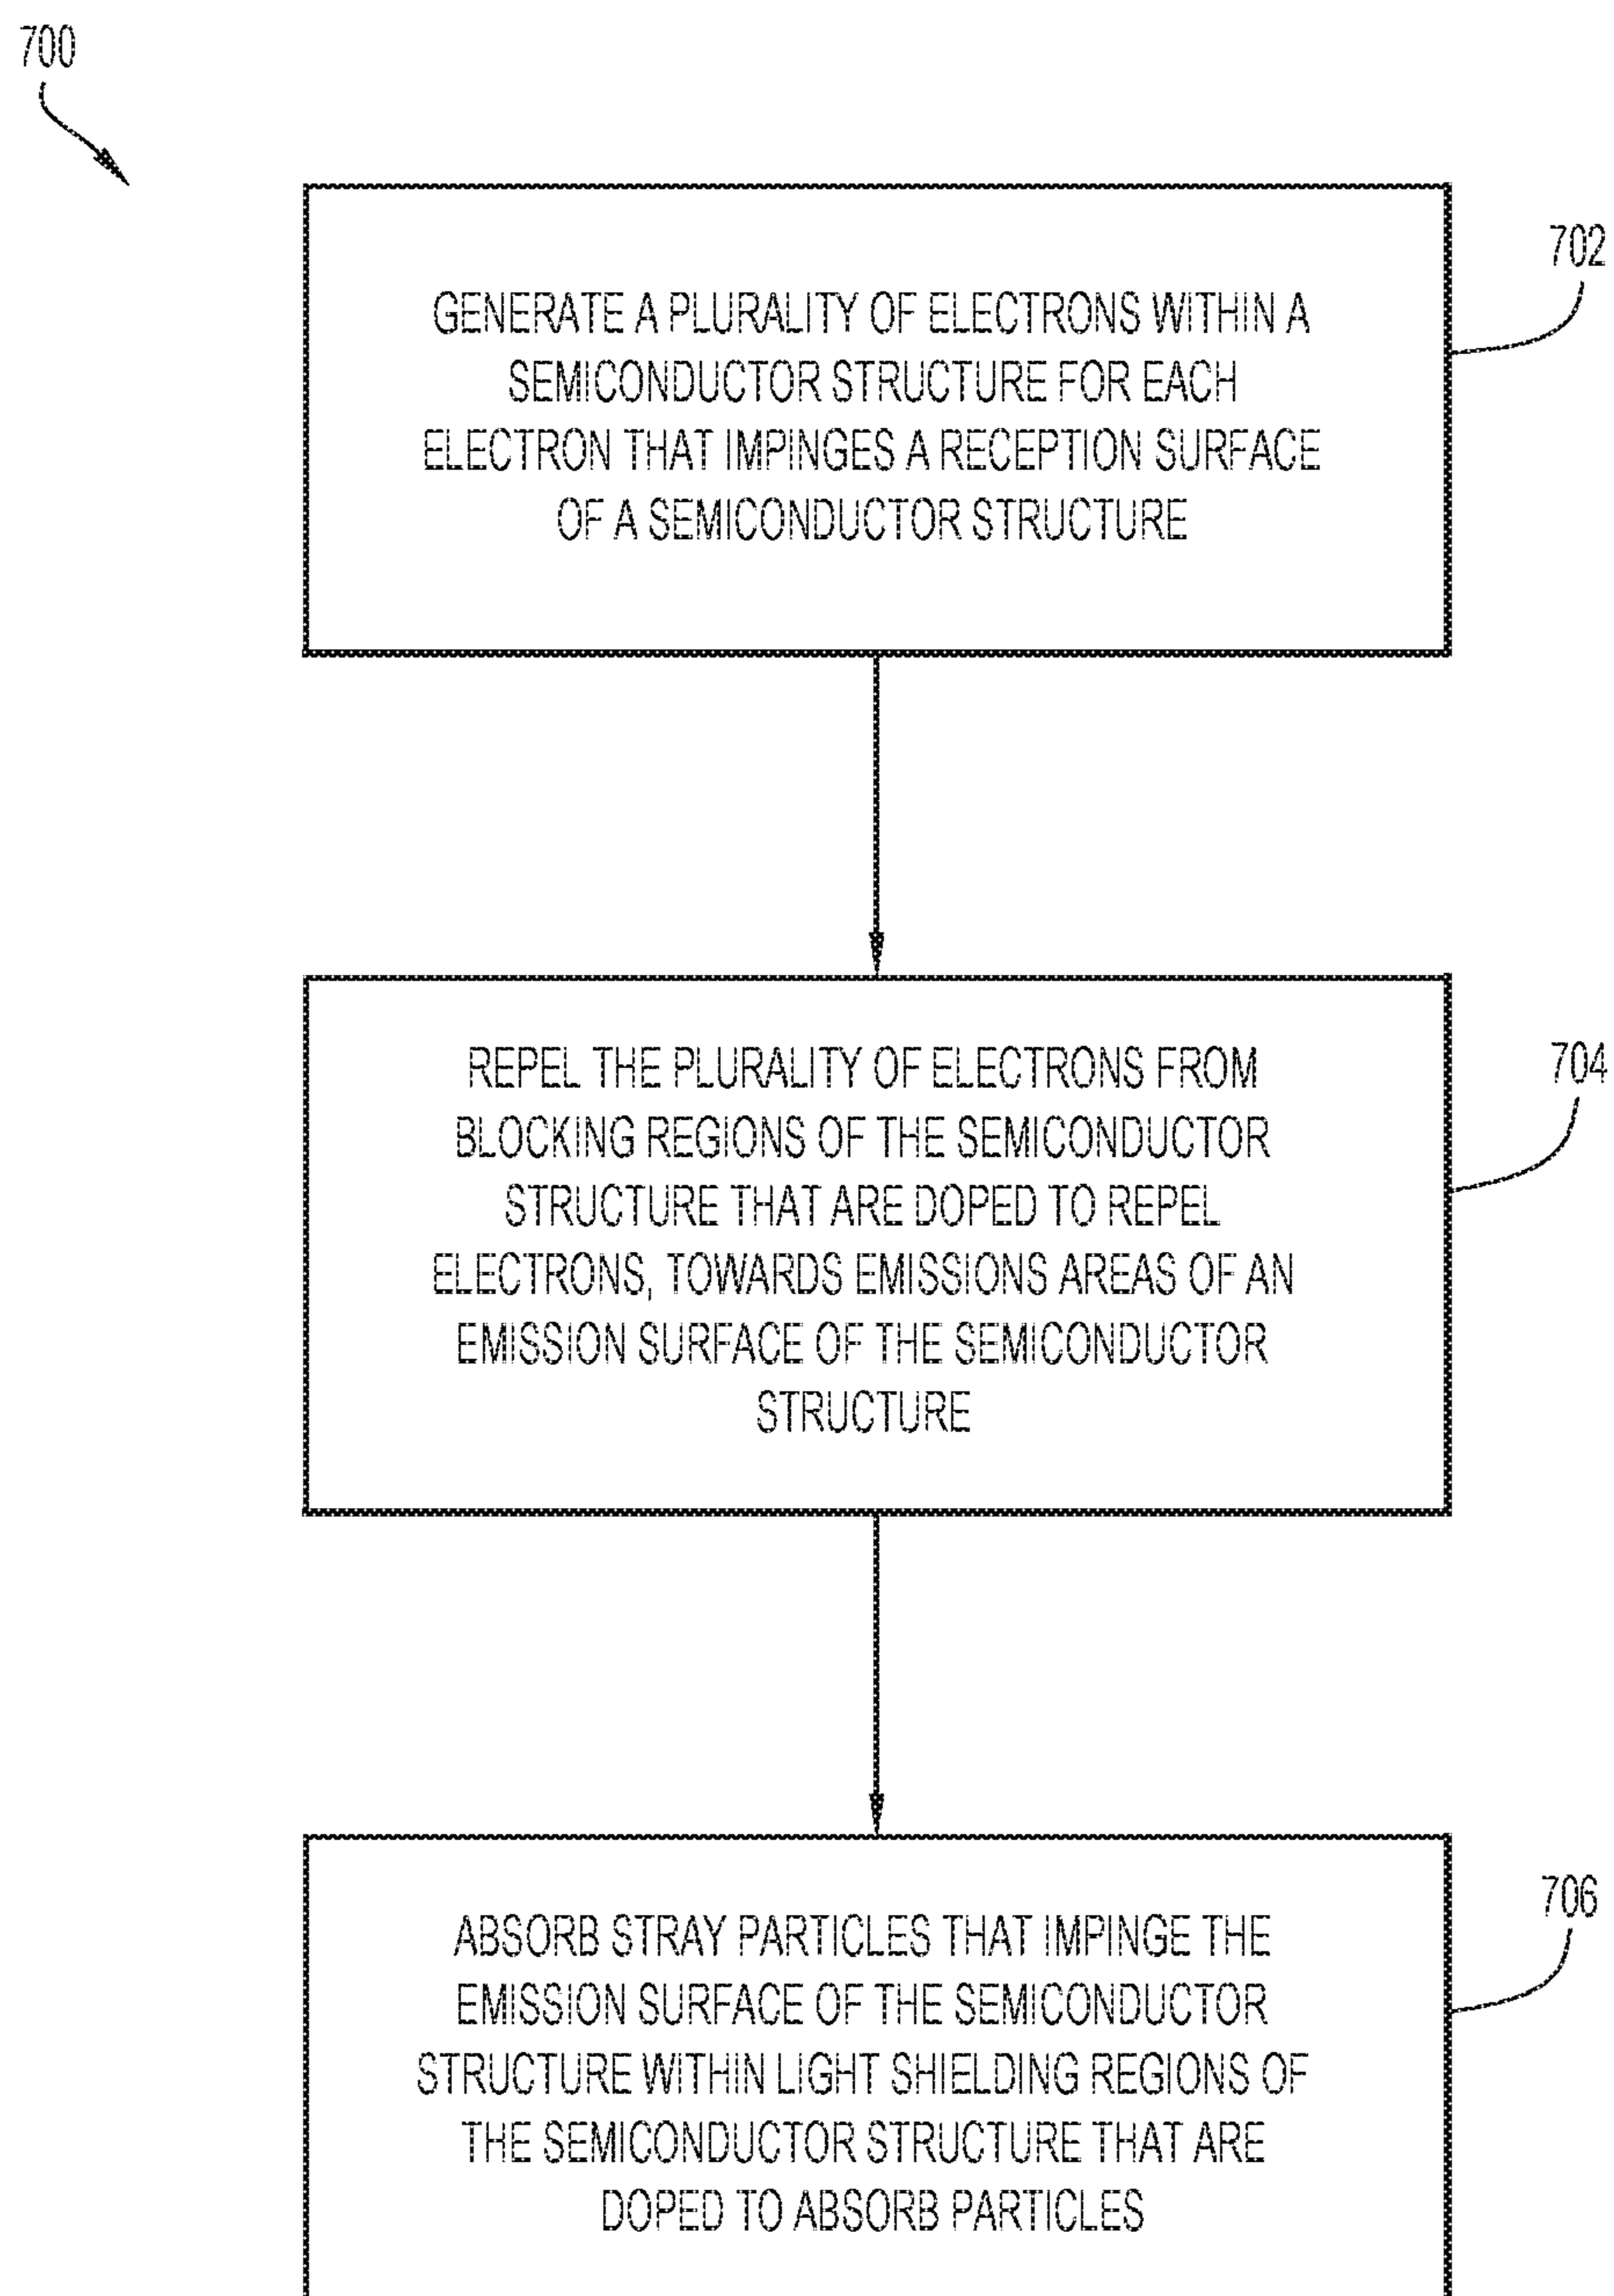 700
702
GENERATE A PLURALITY OF ELECTRONS WITHIN A
SEMICONDUCTOR STRUCTURE FOR EACH
ELECTRON THAT IMPINGES A RECEPTION SURFACE
OF A SEMICONDUCTOR STRUCTURE
704
REPEL THE PLURALITY OF ELECTRONS FROM
BLOCKING REGIONS OF THE SEMICONDUCTOR
STRUCTURE THAT ARE DOPED TO REPEL
ELECTRONS, TOWARDS EMISSIONS AREAS OF AN
EMISSION SURFACE OF THE SEMICONDUCTOR
STRUCTURE
706
ABSORB STRAY PARTICLES THAT IMPINGE THE
EMISSION SURFACE OF THE SEMICONDUCTOR
STRUCTURE WITHIN LIGHT SHIELDING REGIONS OF
THE SEMICONDUCTOR STRUCTURE THAT ARE
DOPED TO ABSORB PARTICLES